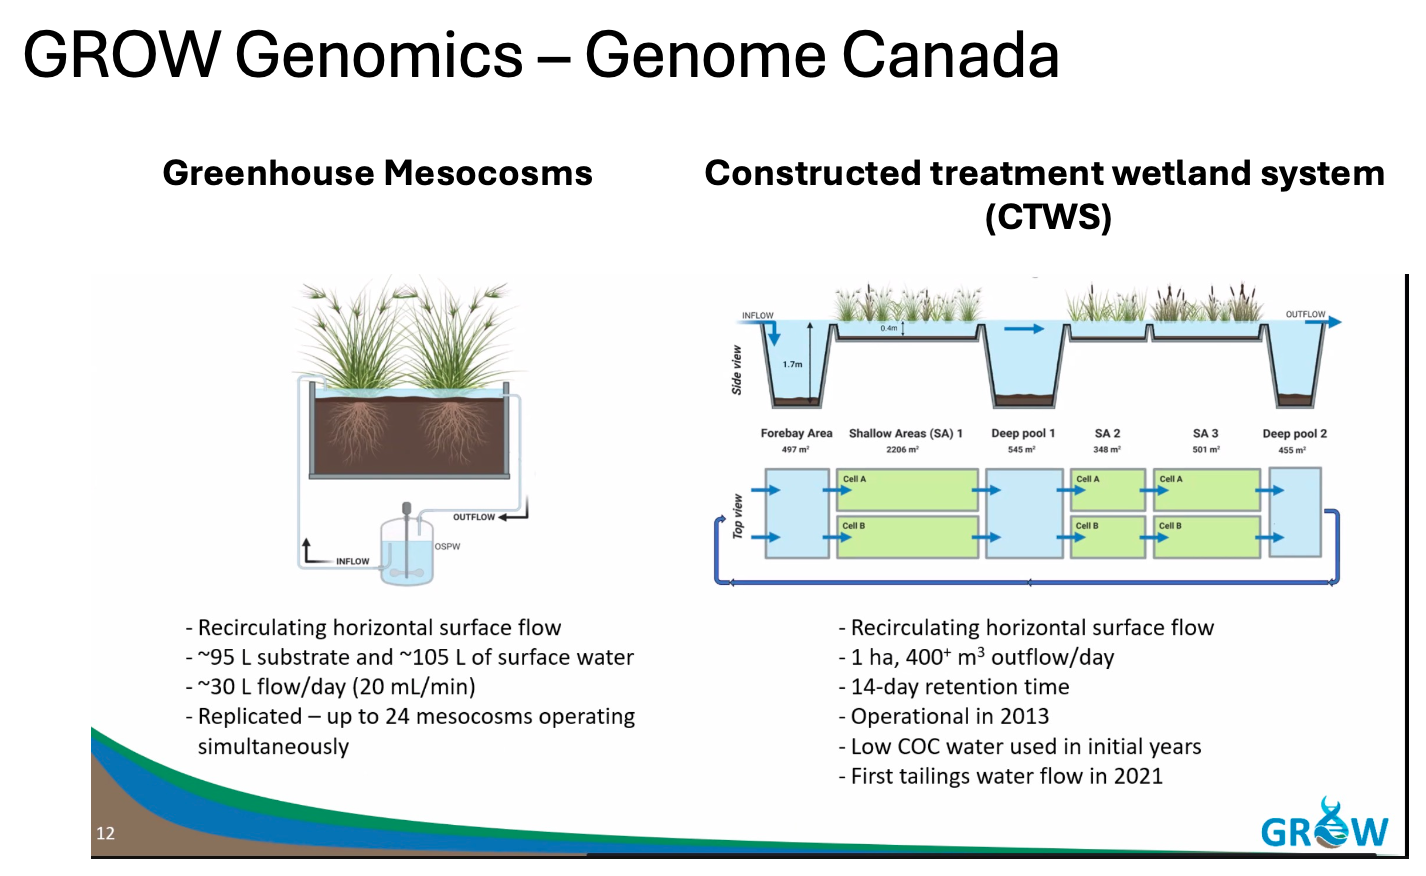 GROW Genomics – Genome Canada
Greenhouse Mesocosms
INFLOW
OUTFLOW
OSPW
- Recirculating horizontal surface flow
- ~95 L substrate and ~105 L of surface water
- ~30 L flow/day (20 mL/min)
- Replicated – up to 24 mesocosms operating
simultaneously
Constructed treatment wetland system
(CTWS)
INFLOW
OUTFLOW
Side view
0.4m
1.7m
Forebay Area
497 m²
Shallow Areas (SA) 1
2206 m²
Deep pool 1
545 m²
SA 2
348 m²
SA 3
501 m²
Deep pool 2
455 m²
Top view
Cell A
Cell A
Cell A
Cell B
Cell B
Cell B
- Recirculating horizontal surface flow
- 1 ha, 400⁺ m³ outflow/day
- 14-day retention time
- Operational in 2013
- Low COC water used in initial years
- First tailings water flow in 2021
12
GROW